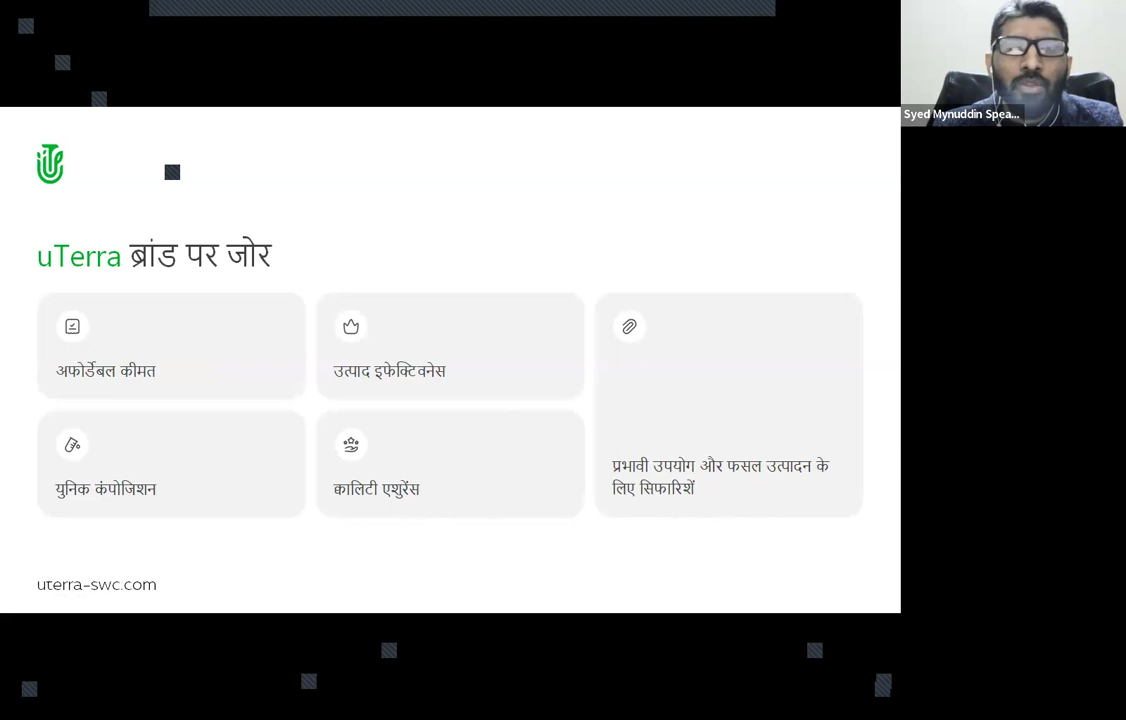 Syed Mynuddin Spea...
uTerra ब्रांड पर जोर
अफोर्डेबल कीमत
उत्पाद इफेक्टिवनेस
युनिक कंपोजिशन
क्वालिटी एशुरेंस
प्रभावी उपयोग और फसल उत्पादन के
लिए सिफारिशें
uterra-swc.com